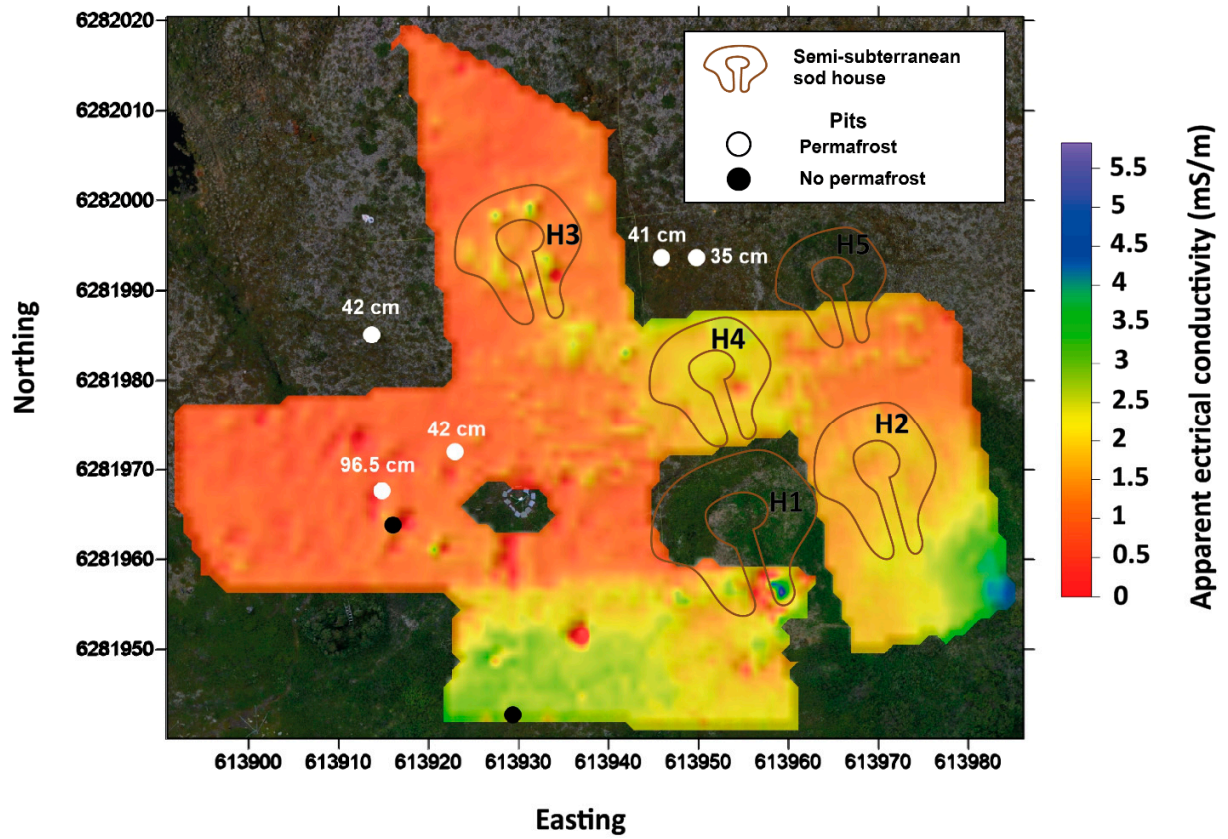 6282020
6282010
6282000
6281990
6281980
6281970
6281960
6281950
Northing
613900
613910
613920
613930
613940
613950
613960
613970
613980
Easting
Semi-subterranean
sod house
Pits
Permafrost
No permafrost
H3
41 cm
35 cm
H5
42 cm
H4
42 cm
H2
96.5 cm
H1
5.5
5
4.5
4
3.5
3
2.5
2
1.5
1
0.5
0
Apparent ectrical conductivity (mS/m)